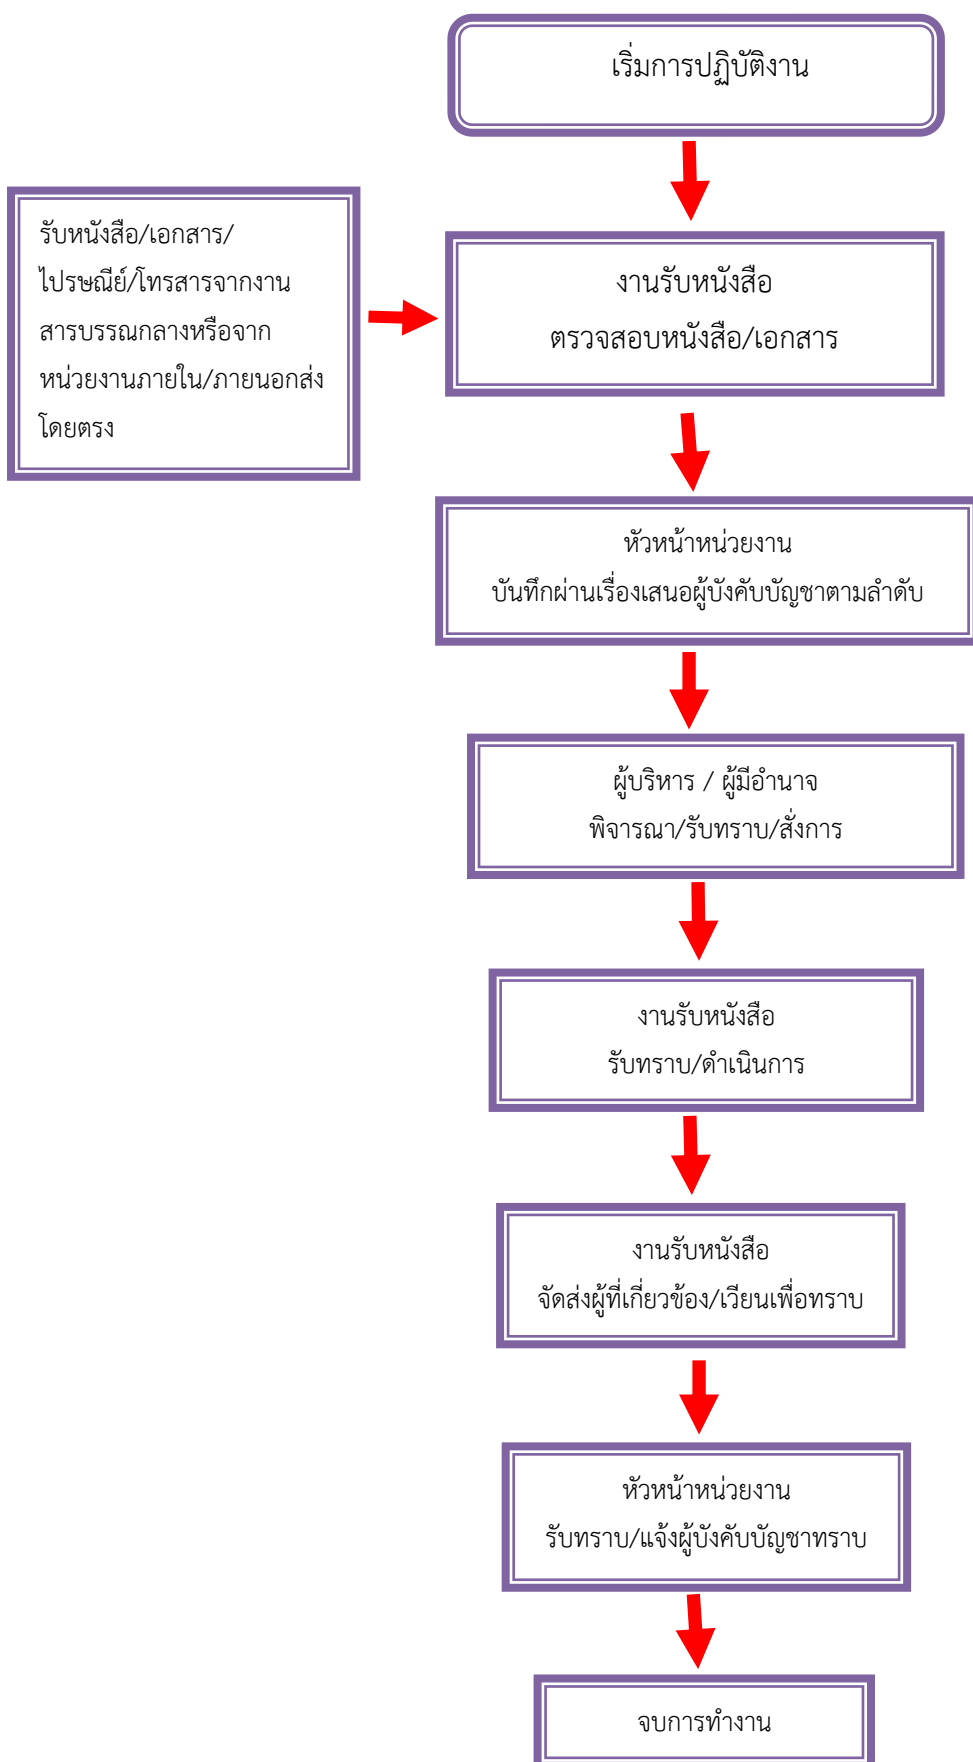 เริ่มการปฏิบัติงาน
รับหนังสือ/เอกสาร/
ไปรษณีย์/โทรสารจากงาน
สารบรรณกลางหรือจาก
หน่วยงานภายใน/ภายนอกส่ง
โดยตรง
งานรับหนังสือ
ตรวจสอบหนังสือ/เอกสาร
หัวหน้าหน่วยงาน
บันทึกผ่านเรื่องเสนอผู้บังคับบัญชาตามลำดับ
ผู้บริหาร / ผู้มีอำนาจ
พิจารณา/รับทราบ/สั่งการ
งานรับหนังสือ
รับทราบ/ดำเนินการ
งานรับหนังสือ
จัดส่งผู้ที่เกี่ยวข้อง/เวียนเพื่อทราบ
หัวหน้าหน่วยงาน
รับทราบ/แจ้งผู้บังคับบัญชาทราบ
จบการทำงาน